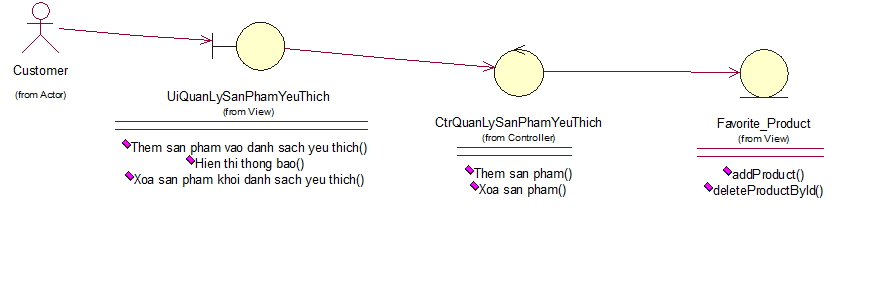 Customer
(from Actor)
UiQuanLySanPhamYeuThich
(from View)
Them san pham vao danh sach yeu thich()
Hien thi thong bao()
Xoa san pham khoi danh sach yeu thich()
CtrQuanLySanPhamYeuThich
(from Controller)
Them san pham()
Xoa san pham()
Favorite_Product
(from View)
addProduct()
deleteProductById()